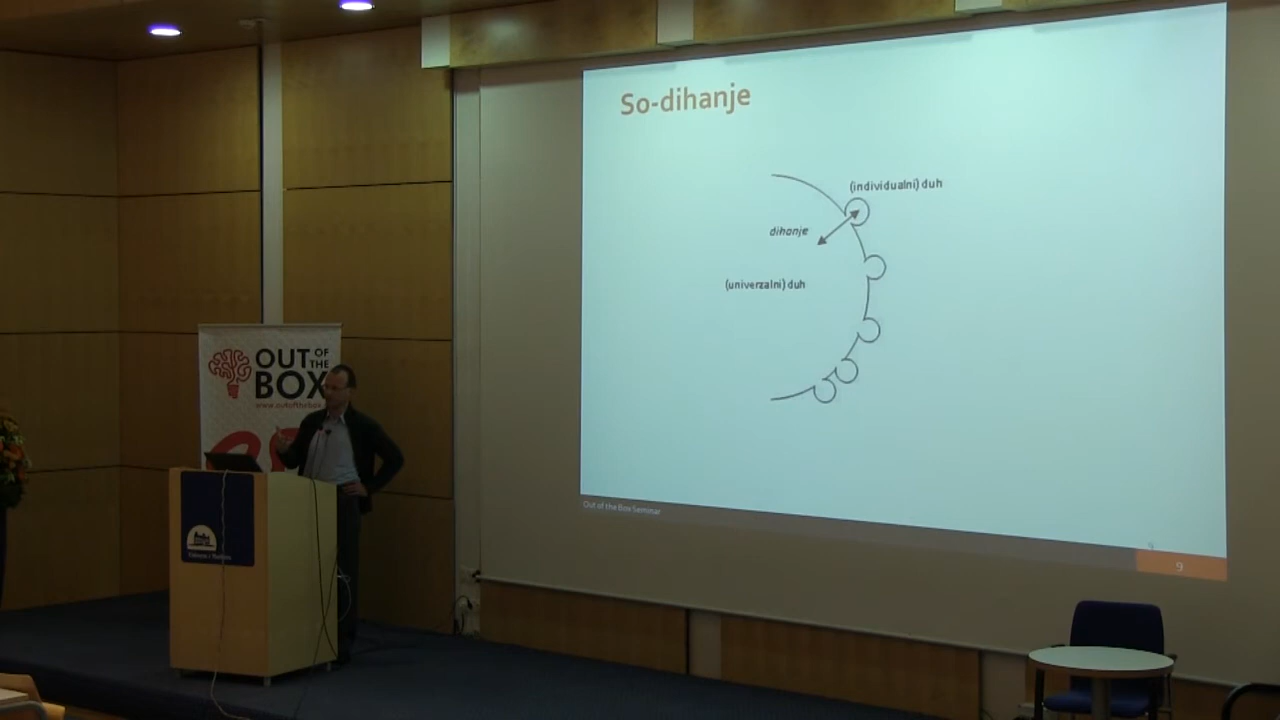 So-dihanje
(individualni) duh
dihanje
(univerzalni) duh
OUT OF THE
BOX
Out of the Box Seminar
9